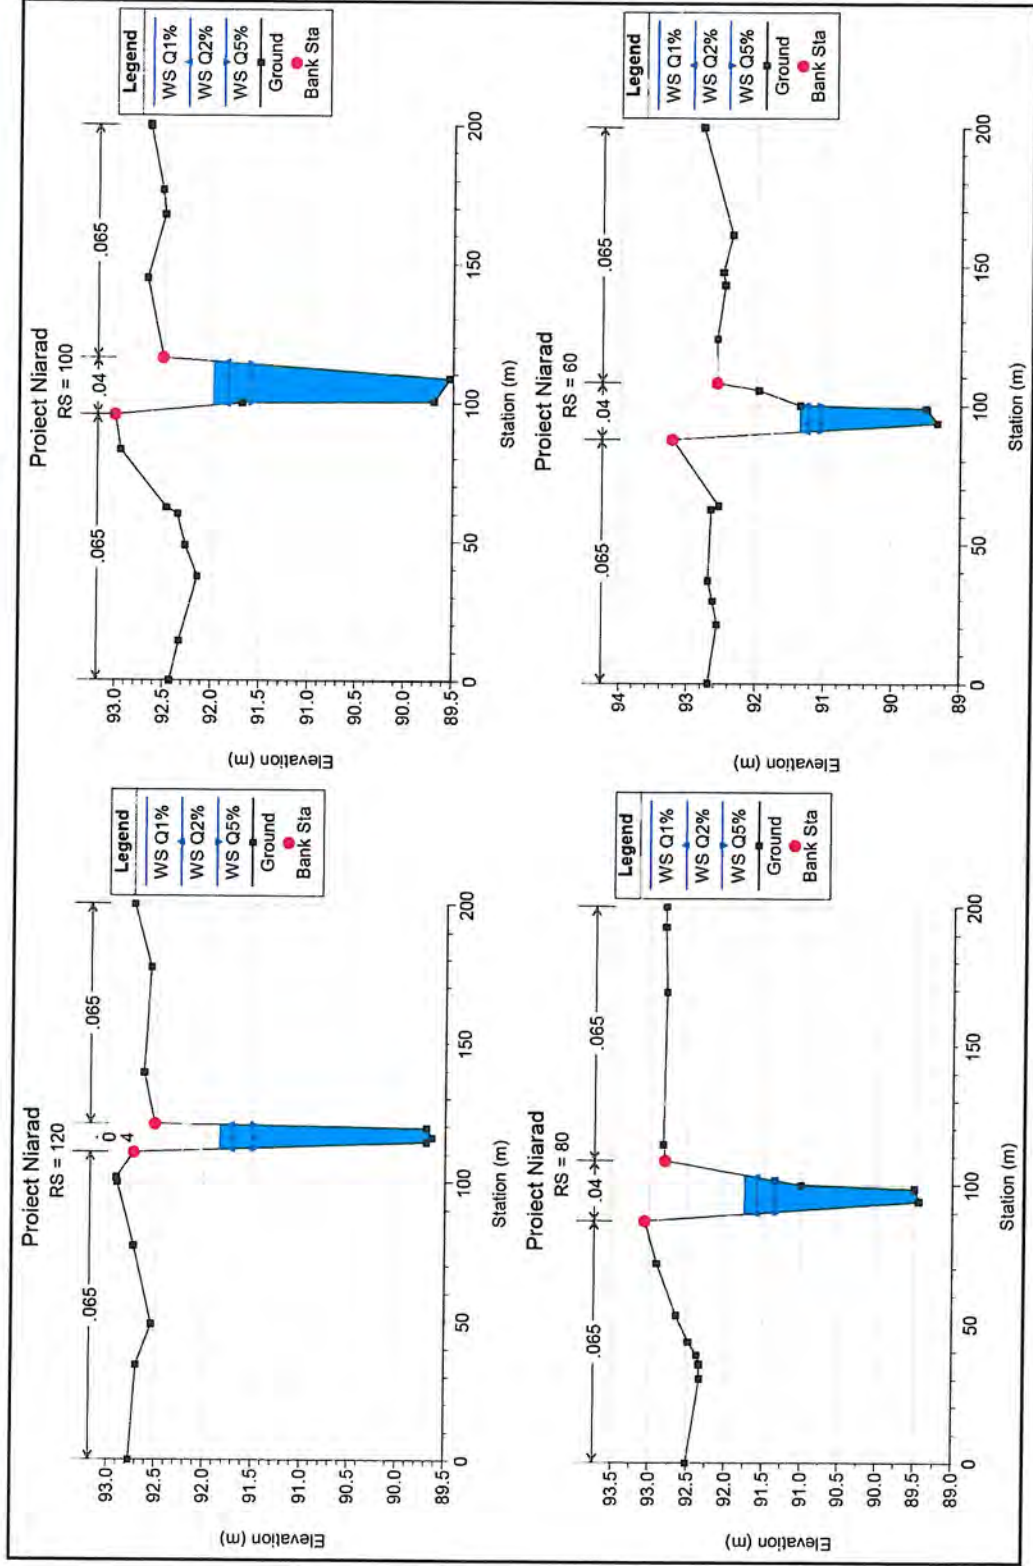 Proiect Niarad
RS = 120
.065
0
4
.065
Legend
WS Q1%
WS Q2%
WS Q5%
Ground
Bank Sta
93.0
92.5
92.0
91.5
91.0
90.5
90.0
89.5
Elevation (m)
0
50
100
150
200
Station (m)
Proiect Niarad
RS = 100
.065
.04
.065
Legend
WS Q1%
WS Q2%
WS Q5%
Ground
Bank Sta
93.0
92.5
92.0
91.5
91.0
90.5
90.0
89.5
Elevation (m)
0
50
100
150
200
Station (m)
Proiect Niarad
RS = 80
.065
.04
.065
Legend
WS Q1%
WS Q2%
WS Q5%
Ground
Bank Sta
93.5
93.0
92.5
92.0
91.5
91.0
90.5
90.0
89.5
89.0
Elevation (m)
0
50
100
150
200
Station (m)
Proiect Niarad
RS = 60
.065
.04
.065
Legend
WS Q1%
WS Q2%
WS Q5%
Ground
Bank Sta
94
93
92
91
90
89
Elevation (m)
0
50
100
150
200
Station (m)